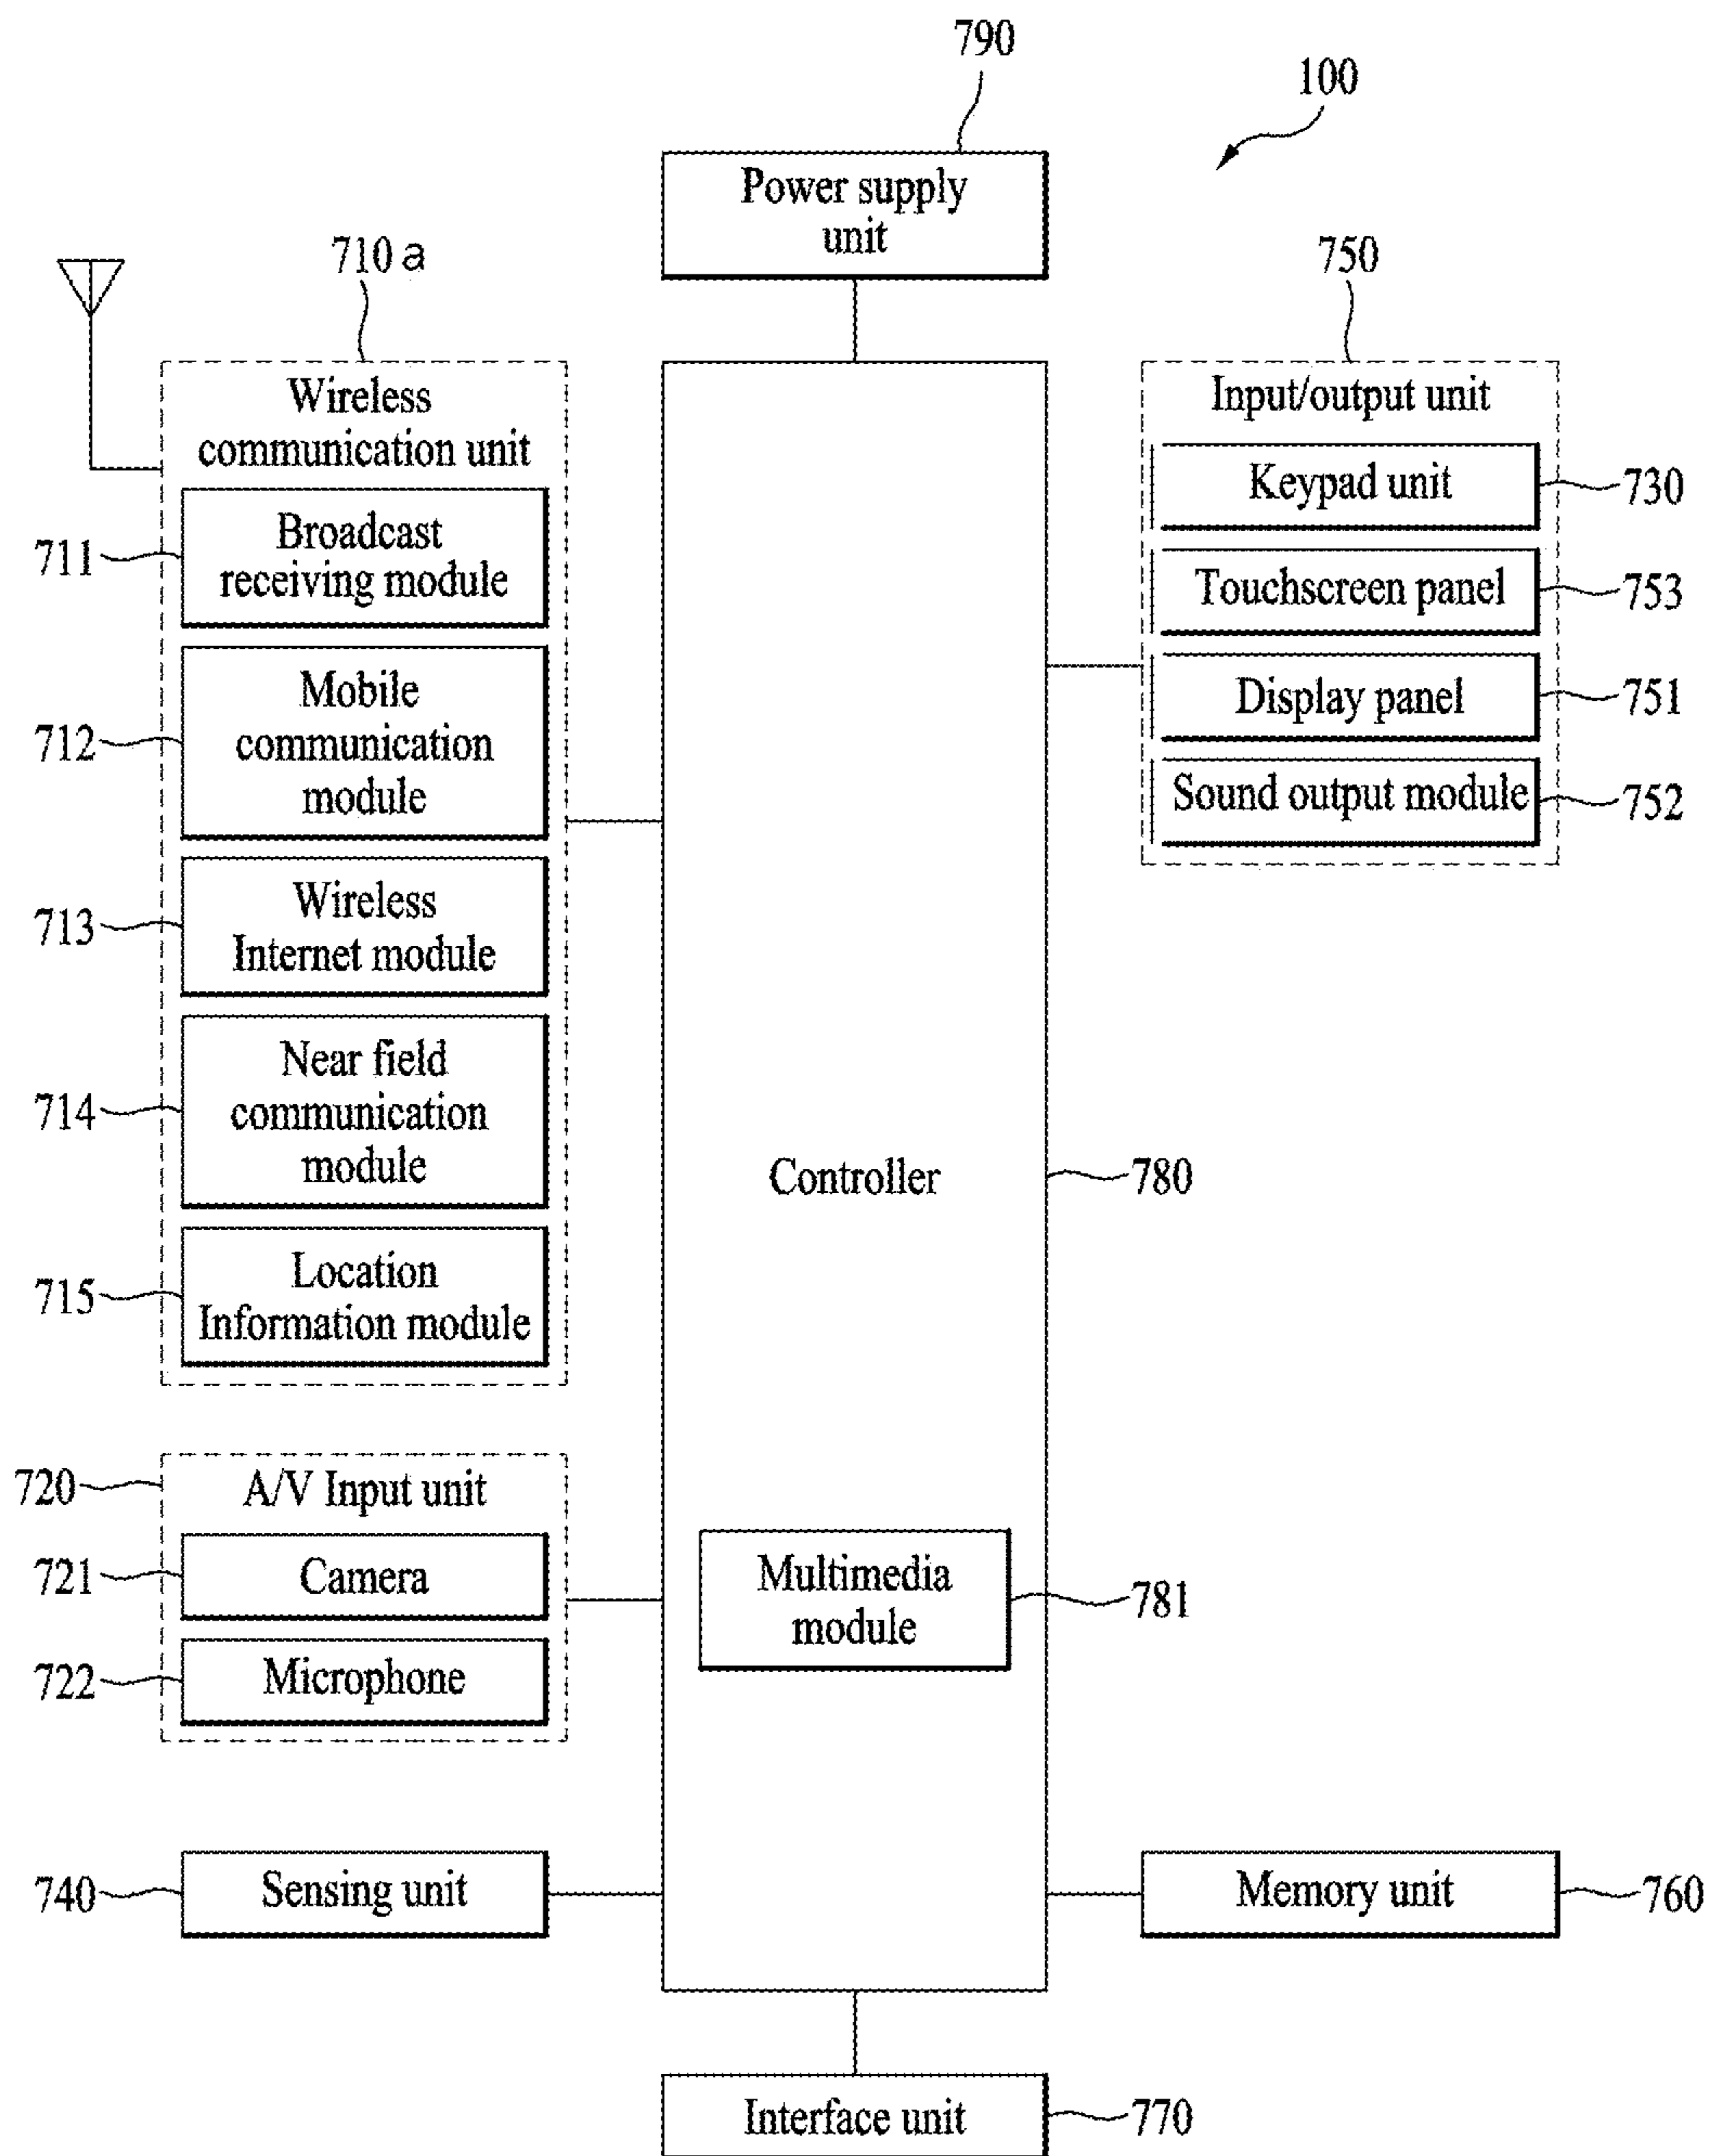 790
100
Power supply
unit
710a
750
Wireless
communication unit
711
Broadcast
receiving module
712
Mobile
communication
module
713
Wireless
Internet module
714
Near field
communication
module
715
Location
Information module
720
A/V Input unit
721
Camera
722
Microphone
740
Sensing unit
Controller
780
Multimedia
module
781
Input/output unit
Keypad unit
730
Touchscreen panel
753
Display panel
751
Sound output module
752
Memory unit
760
Interface unit
770